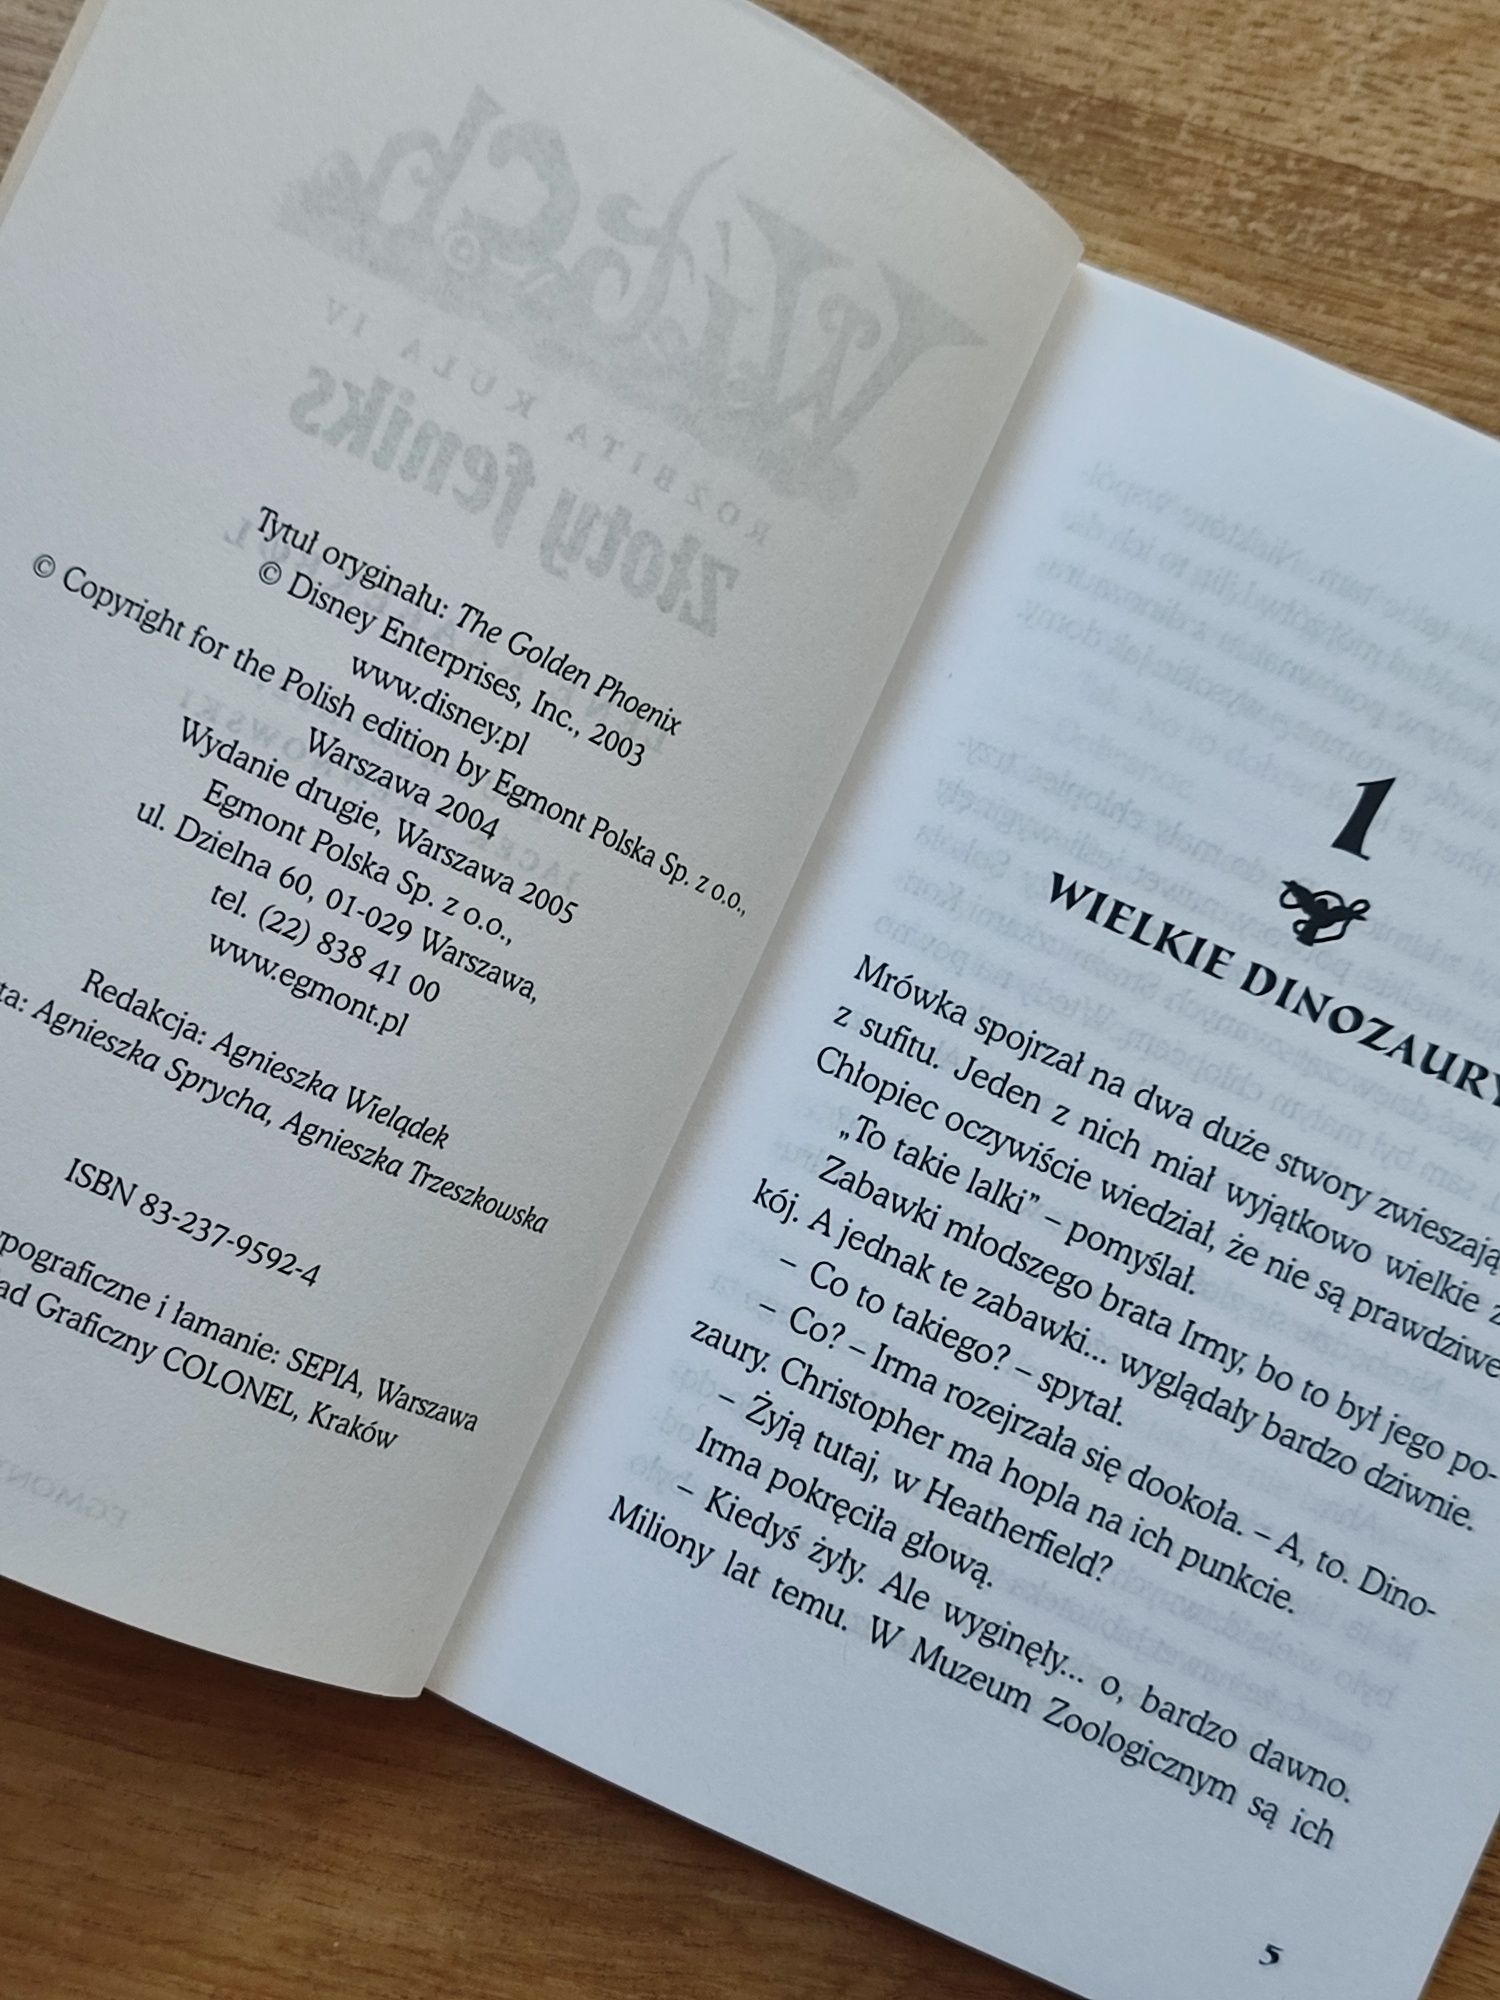 Tytuł oryginału: The Golden Phoenix
© Disney Enterprises, Inc., 2003
www.disney.pl
© Copyright for the Polish edition by Egmont Polska Sp. z o.o.,
Warszawa 2004
Wydanie drugie, Warszawa 2005
Egmont Polska Sp. z o.o.,
ul. Dzielna 60, 01-029 Warszawa,
tel. (22) 838 41 00
www.egmont.pl
Redakcja: Agnieszka Wielądek
Agnieszka Sprycha, Agnieszka Trzeszkowska
ISBN 83-237-9592-4
i łamanie: SEPIA, Warszawa
Graficzny COLONEL, Kraków
WITCH
ROZBITA KULA IV
Złoty feniks
1
WIELKIE DINOZAURY
Mrówka spojrzał na dwa duże stwory
z sufitu. Jeden z nich miał wyjątkowo wielkie
Chłopiec oczywiście wiedział, że nie są prawdziwe
„To takie lalki” – pomyślał.
Zabawki młodszego brata Irmy, bo to był jego po-
kój. A jednak te zabawki... wyglądały bardzo dziwnie.
– Co to takiego? – spytał.
– Co? – Irma rozejrzała się dookoła. – A, to. Dino-
zaury. Christopher ma hopla na ich punkcie.
– Żyją tutaj, w Heatherfield?
Irma pokręciła głową.
– Kiedyś żyły. Ale wyginęły... o, bardzo dawno.
Miliony lat temu. W Muzeum Zoologicznym są ich
5